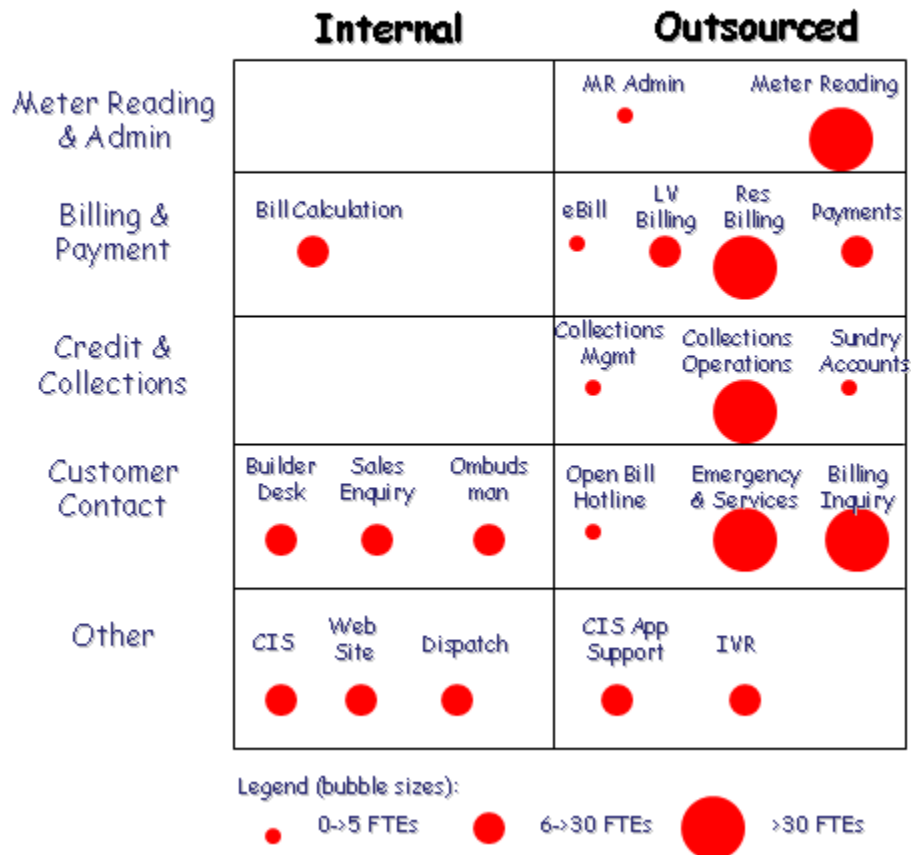 Internal
Outsourced
Meter Reading
& Admin
MR Admin
Meter Reading
Billing &
Payment
Bill Calculation
eBill
LV
Billing
Res
Billing
Payments
Credit &
Collections
Collections
Mgmt
Collections
Operations
Sundry
Accounts
Customer
Contact
Builder
Desk
Sales
Enquiry
Ombuds
man
Open Bill
Hotline
Emergency
& Services
Billing
Inquiry
Other
CIS
Web
Site
Dispatch
CIS App
Support
IVR
Legend (bubble sizes):
0->5 FTEs
6->30 FTEs
>30 FTEs